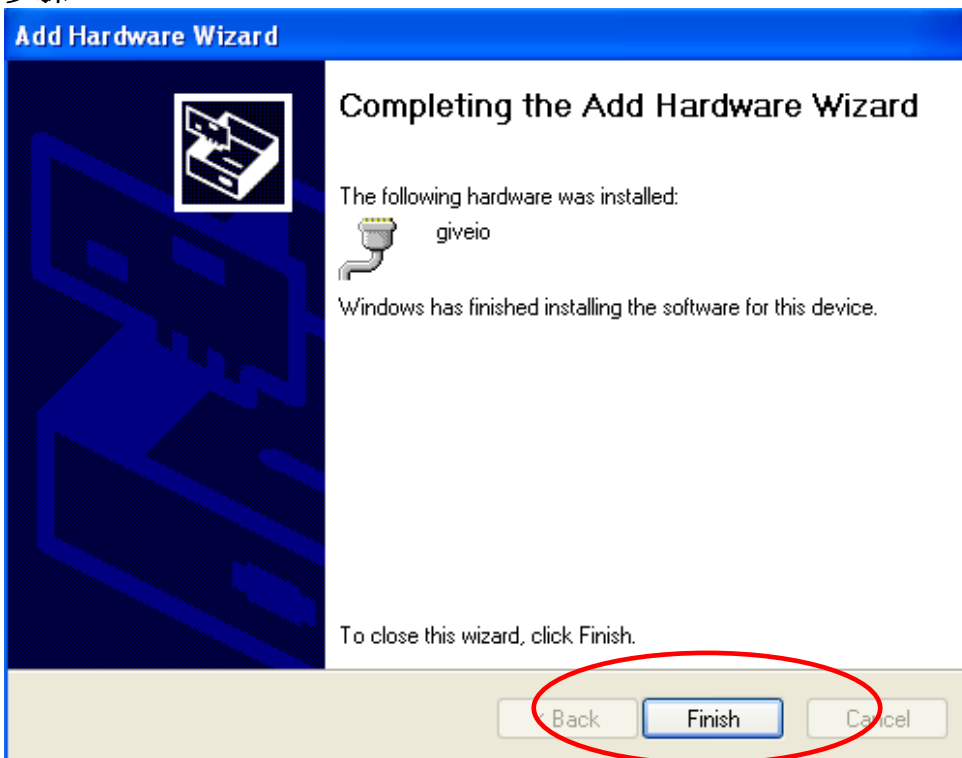 Add Hardware Wizard
Completing the Add Hardware Wizard
The following hardware was installed:
giveio
Windows has finished installing the software for this device.
To close this wizard, click Finish.
< Back Finish Cancel